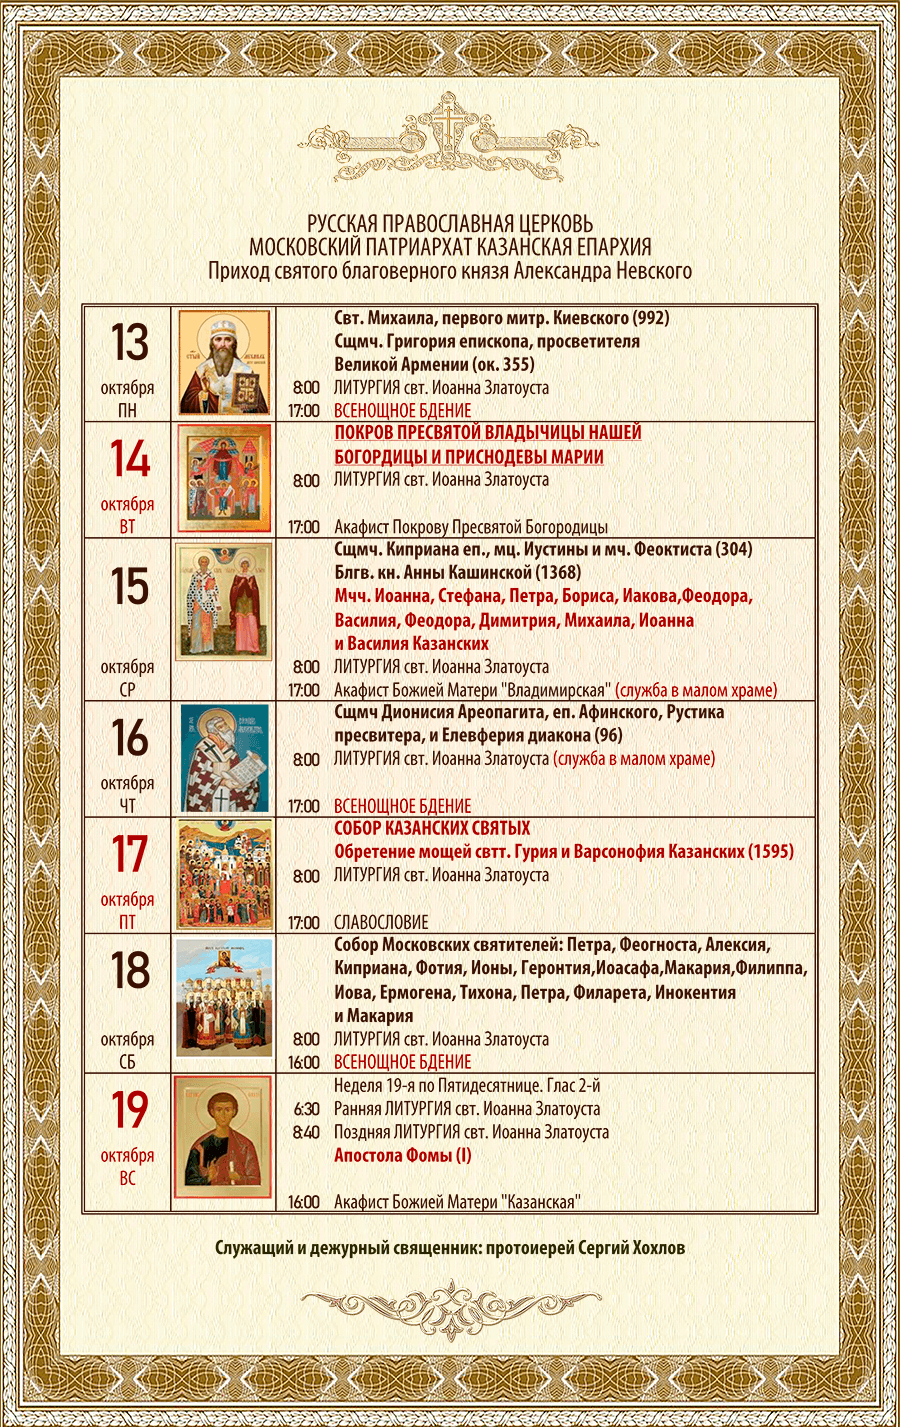 РУССКАЯ ПРАВОСЛАВНАЯ ЦЕРКОВЬ
МОСКОВСКИЙ ПАТРИАРХАТ КАЗАНСКАЯ ЕПАРХИЯ
Приход святого благоверного князя Александра Невского
13
октября
ПН
Свт. Михаила, первого митр. Киевского (992)
Сщмч. Григория епископа, просветителя
Великой Армении (ок. 355)
8:00 ЛИТУРГИЯ свт. Иоанна Златоуста
17:00 ВСЕНОЩНОЕ БДЕНИЕ
14
октября
ВТ
ПОКРОВ ПРЕСВЯТОЙ ВЛАДЫЧИЦЫ НАШЕЙ
БОГОРДИЦЫ И ПРИСНОДЕВЫ МАРИИ
8:00 ЛИТУРГИЯ свт. Иоанна Златоуста
17:00 Акафист Покрову Пресвятой Богородицы
15
октября
СР
Сщмч. Киприана еп., мц. Иустины и мч. Феоктиста (304)
Блгв. кн. Анны Кашинской (1368)
Мчч. Иоанна, Стефана, Петра, Бориса, Иакова,Феодора,
Василия, Феодора, Димитрия, Михаила, Иоанна
и Василия Казанских
8:00 ЛИТУРГИЯ свт. Иоанна Златоуста
17:00 Акафист Божией Матери "Владимирская" (служба в малом храме)
16
октября
ЧТ
Сщмч Дионисия Ареопагита, еп. Афинского, Рустика
пресвитера, и Елевферия диакона (96)
8:00 ЛИТУРГИЯ свт. Иоанна Златоуста (служба в малом храме)
17:00 ВСЕНОЩНОЕ БДЕНИЕ
17
октября
ПТ
СОБОР КАЗАНСКИХ СВЯТЫХ
Обретение мощей свтт. Гурия и Варсонофия Казанских (1595)
8:00 ЛИТУРГИЯ свт. Иоанна Златоуста
17:00 СЛАВОСЛОВИЕ
18
октября
СБ
Собор Московских святителей: Петра, Феогноста, Алексия,
Киприана, Фотия, Ионы, Геронтия,Иоасафа,Макария,Филиппа,
Иова, Ермогена, Тихона, Петра, Филарета, Инокентия
и Макария
8:00 ЛИТУРГИЯ свт. Иоанна Златоуста
16:00 ВСЕНОЩНОЕ БДЕНИЕ
19
октября
ВС
Неделя 19-я по Пятидесятнице. Глас 2-й
6:30 Ранняя ЛИТУРГИЯ свт. Иоанна Златоуста
8:40 Поздняя ЛИТУРГИЯ свт. Иоанна Златоуста
Апостола Фомы (I)
16:00 Акафист Божией Матери "Казанская"
Служащий и дежурный священник: протоиерей Сергий Хохлов